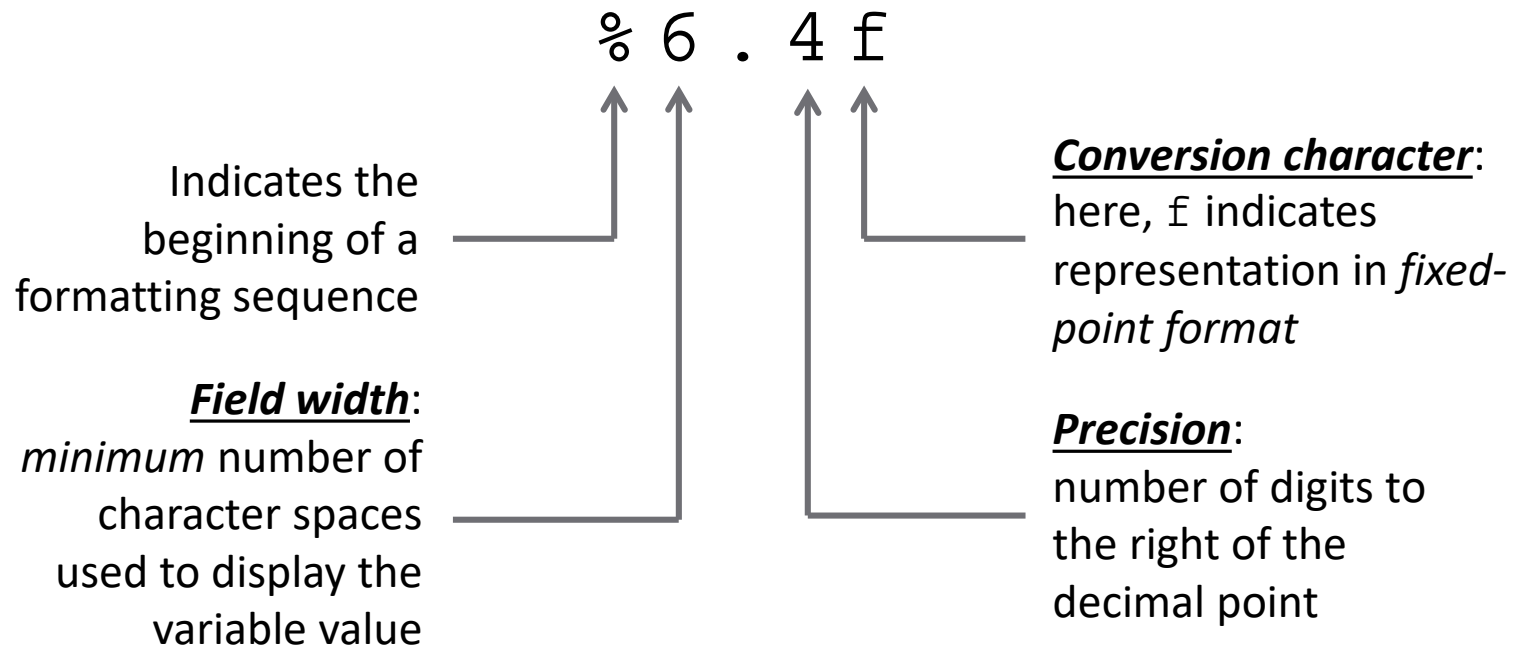 % 6 . 4 f
Indicates the
beginning of a
formatting sequence
Field width:
minimum number of
character spaces
used to display the
variable value
Conversion character:
here, f indicates
representation in fixed-
point format
Precision:
number of digits to
the right of the
decimal point